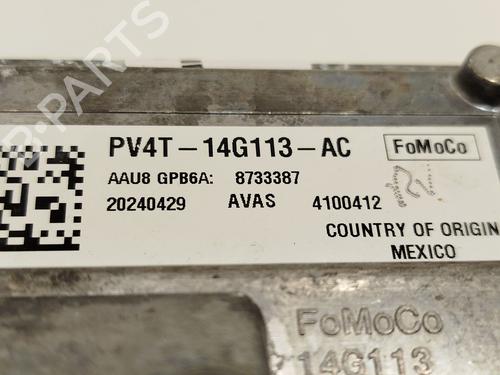 PV4T-14G113-AC
FoMoCo
AAU8 GPB6A: 8733387
20240429 AVAS 4100412
COUNTRY OF ORIGIN
MEXICO
FoMoCo
14G113